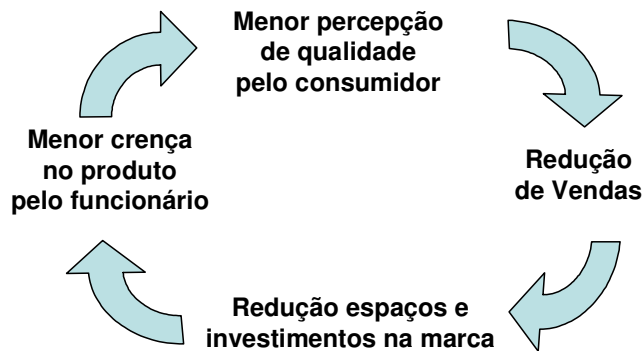 Menor percepção
de qualidade
pelo consumidor
Redução
de Vendas
Redução espaços e
investimentos na marca
Menor crença
no produto
pelo funcionário